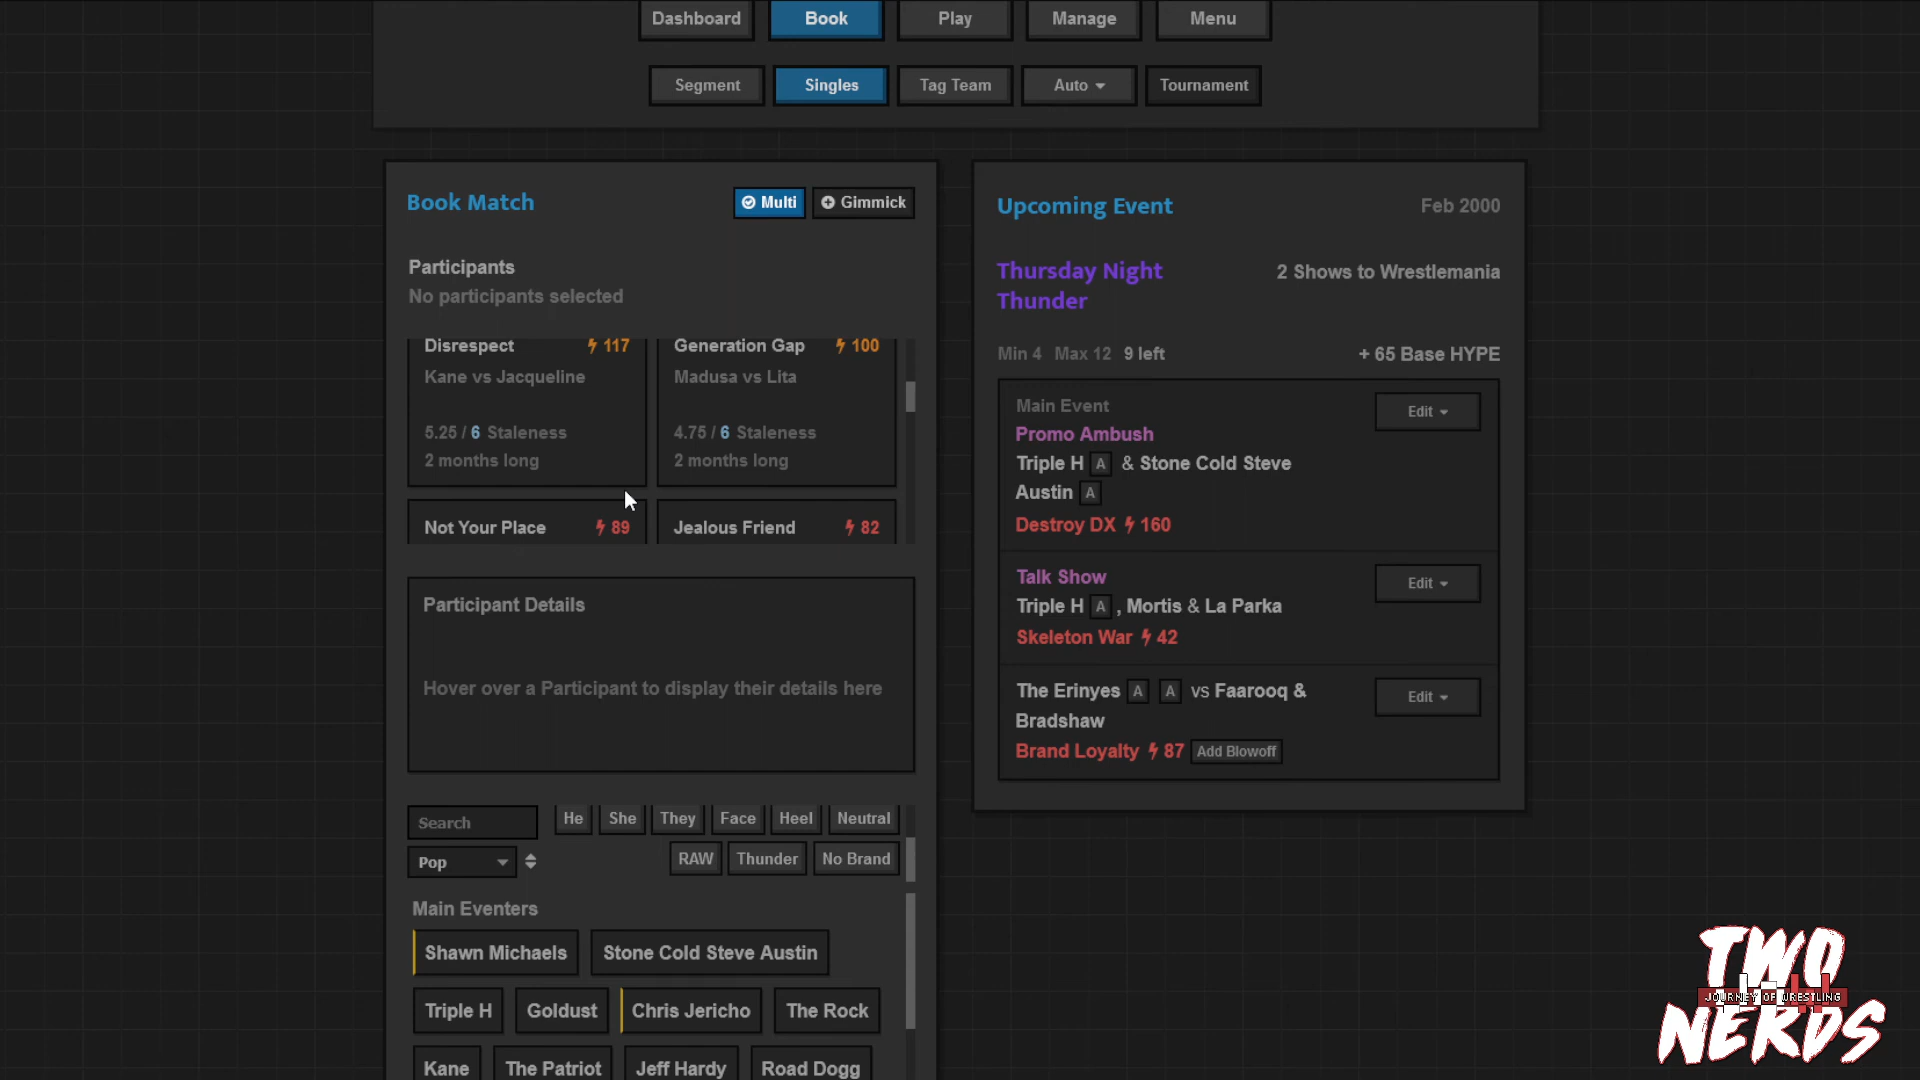 Dashboard Book Play Manage Menu
Segment Singles Tag Team Auto Tournament
Book Match Multi Gimmick
Participants
No participants selected
Disrespect 117
Kane vs Jacqueline
5.25 / 6 Staleness
2 months long
Generation Gap 100
Madusa vs Lita
4.75 / 6 Staleness
2 months long
Not Your Place 89
Jealous Friend 82
Participant Details
Hover over a Participant to display their details here
Search He She They Face Heel Neutral
Pop RAW Thunder No Brand
Main Eventers
Shawn Michaels Stone Cold Steve Austin
Triple H Goldust Chris Jericho The Rock
Kane The Patriot Jeff Hardy Road Dogg
Upcoming Event Feb 2000
Thursday Night
Thunder
2 Shows to Wrestlemania
Min 4 Max 12 9 left + 65 Base HYPE
Main Event Edit
Promo Ambush
Triple H A & Stone Cold Steve
Austin A
Destroy DX 160
Talk Show Edit
Triple H A , Mortis & La Parka
Skeleton War 42
The Erinyes A A vs Faarooq & Edit
Bradshaw
Brand Loyalty 87 Add Blowoff
TWO
JOURNEY OF WRESTLING
NERDS